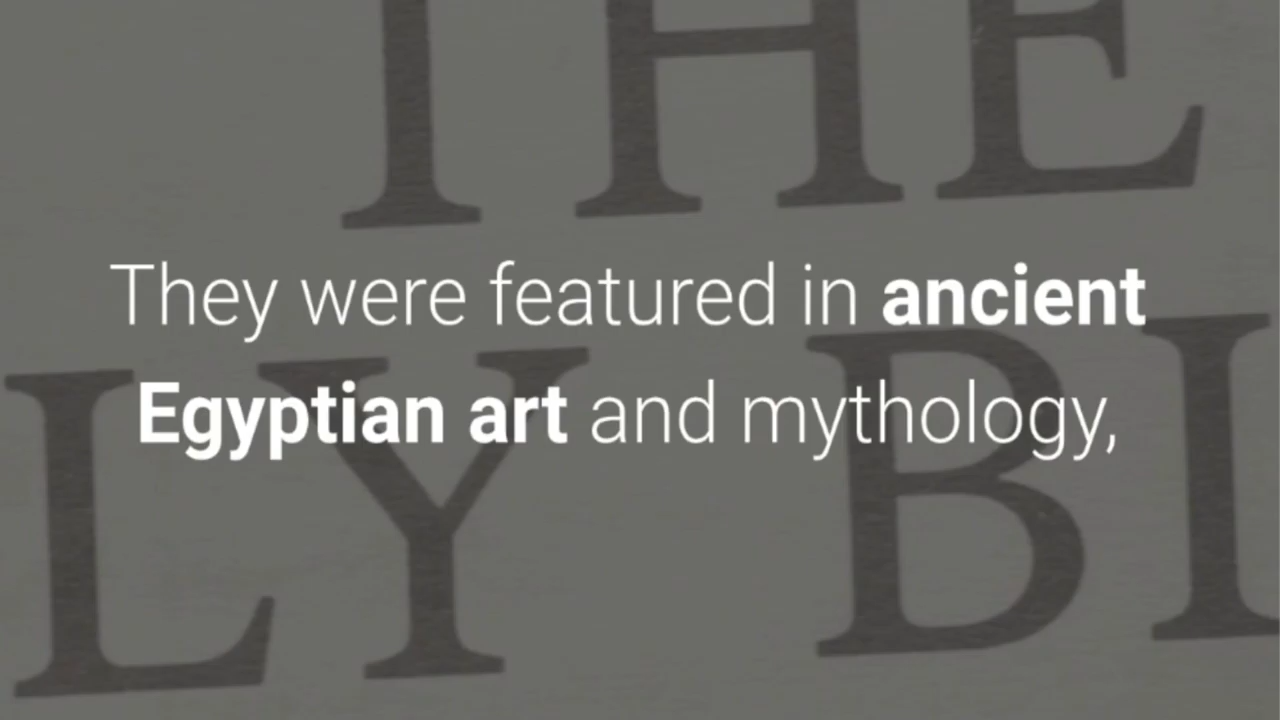 THE
They were featured in ancient
Egyptian art and mythology,
LY BI